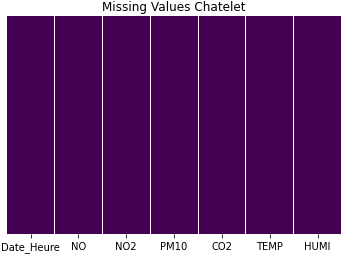 Missing Values Chatelet
Date_Heure NO NO2 PM10 CO2 TEMP HUMI